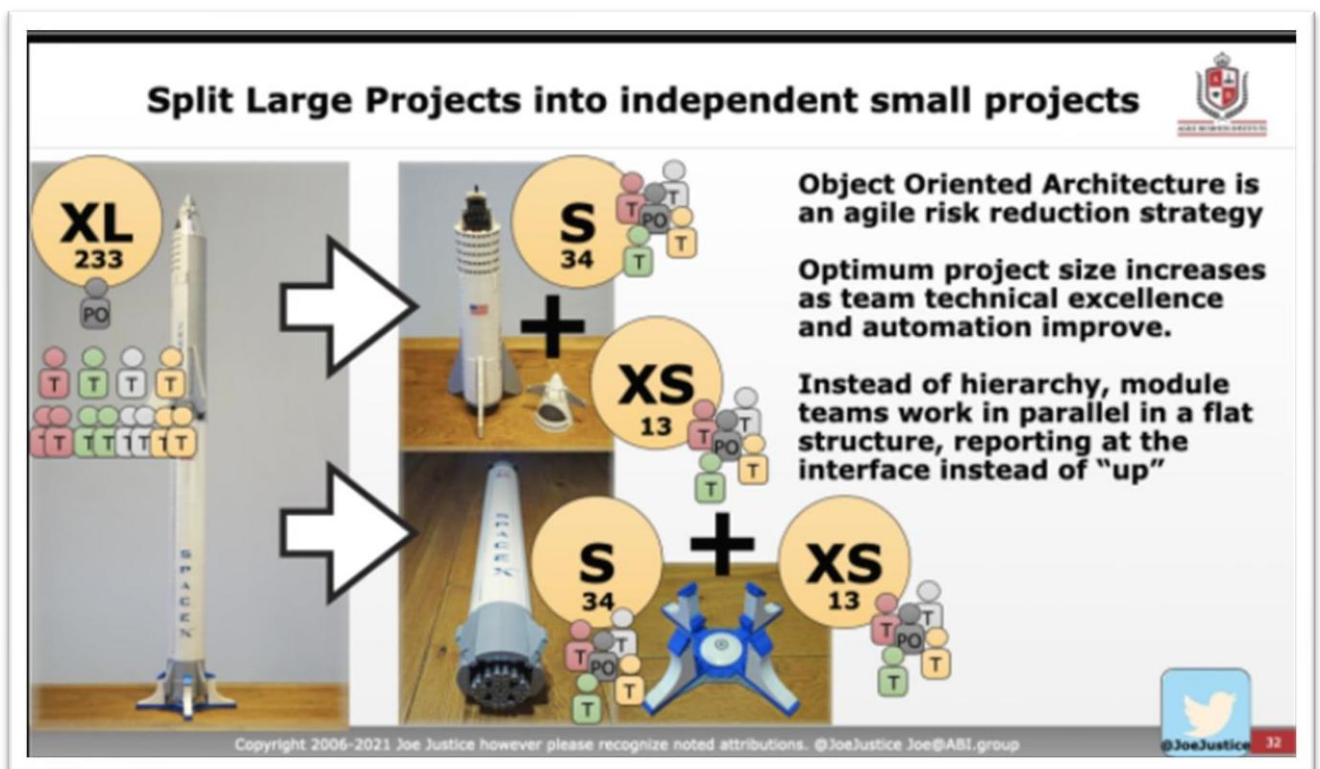 Split Large Projects into independent small projects
XL
233
PO
T T T T
T T T T
S
34
T
T
PO
T
T
XS
13
T
T
PO
T
T
S
34
T
T
PO
T
T
XS
13
T
T
PO
T
T
SPACEX
SPACEX
Object Oriented Architecture is
an agile risk reduction strategy
Optimum project size increases
as team technical excellence
and automation improve.
Instead of hierarchy, module
teams work in parallel in a flat
structure, reporting at the
interface instead of “up”
Copyright 2006-2021 Joe Justice however please recognize noted attributions. @JoeJustice Joe@ABI.group
@JoeJustice
32